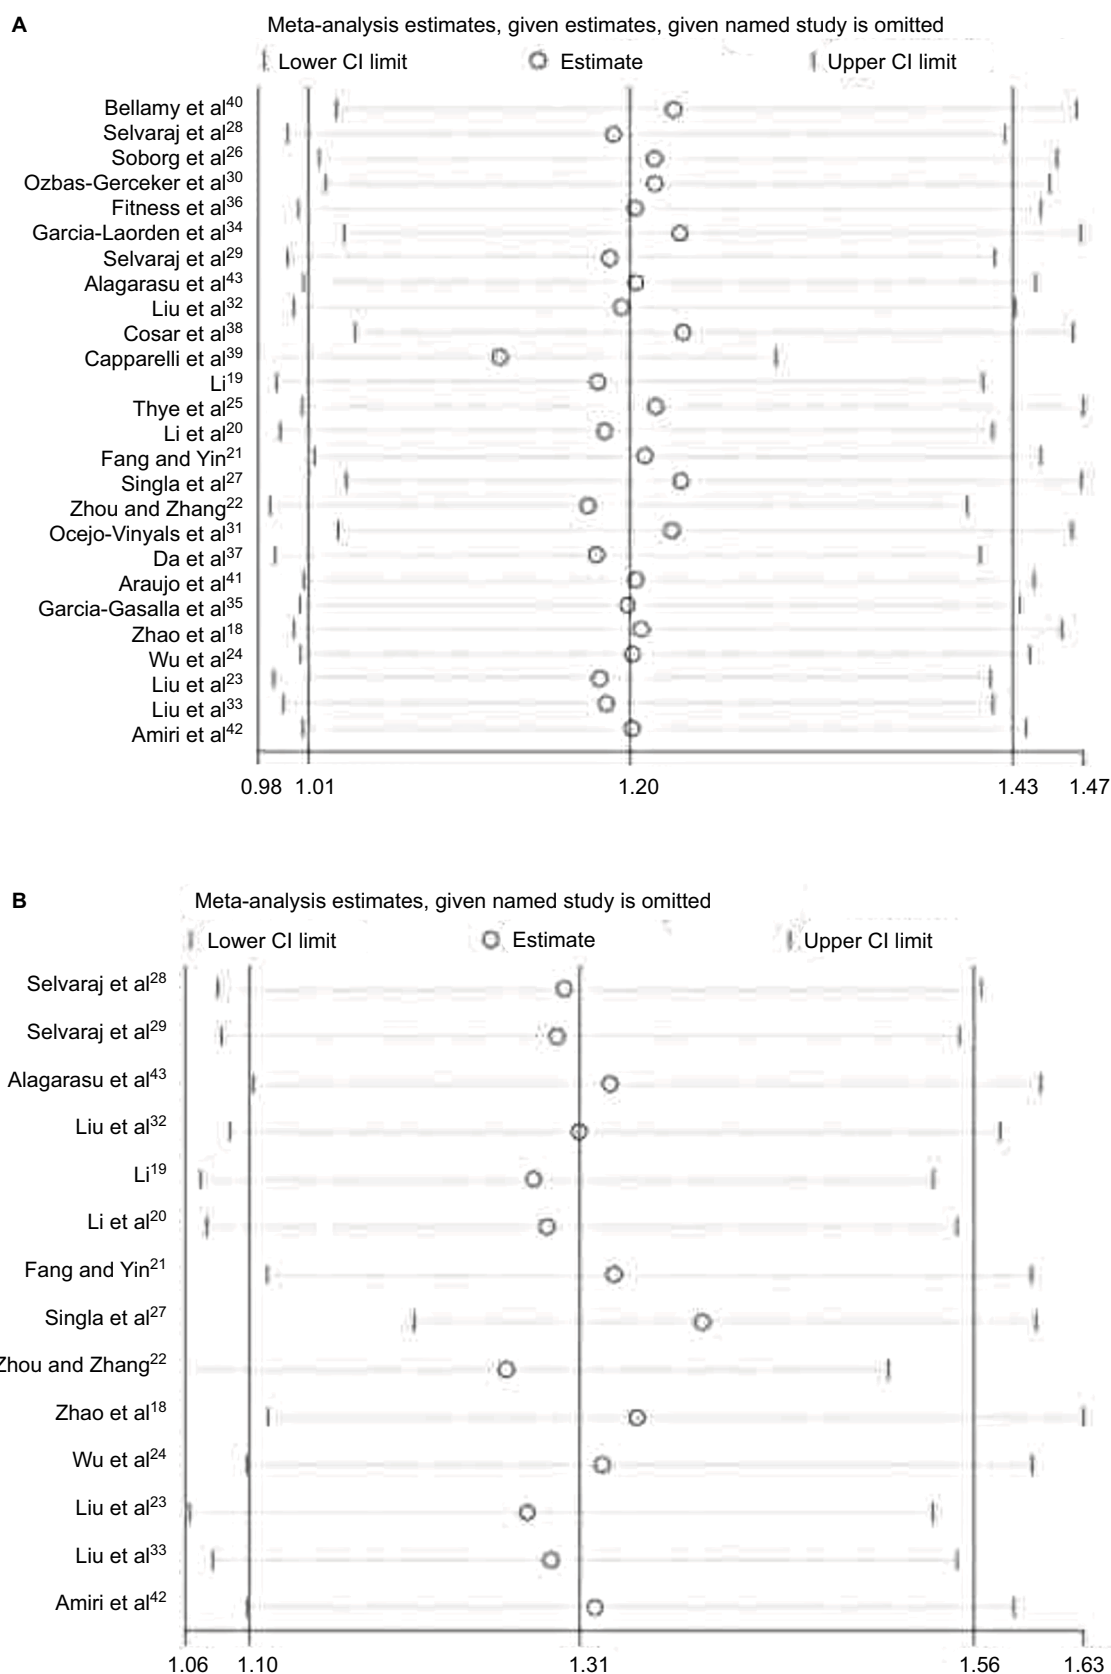 A
Meta-analysis estimates, given estimates, given named study is omitted
Lower CI limit Estimate Upper CI limit
Bellamy et al40
Selvaraj et al28
Soborg et al26
Ozbas-Gerceker et al30
Fitness et al36
Garcia-Laorden et al34
Selvaraj et al29
Alagarasu et al43
Liu et al32
Cosar et al38
Capparelli et al39
Li19
Thye et al25
Li et al20
Fang and Yin21
Singla et al27
Zhou and Zhang22
Ocejo-Vinyals et al31
Da et al37
Araujo et al41
Garcia-Gasalla et al35
Zhao et al18
Wu et al24
Liu et al23
Liu et al33
Amiri et al42
0.98 1.01 1.20 1.43 1.47
B
Meta-analysis estimates, given named study is omitted
Lower CI limit Estimate Upper CI limit
Selvaraj et al28
Selvaraj et al29
Alagarasu et al43
Liu et al32
Li19
Li et al20
Fang and Yin21
Singla et al27
Zhou and Zhang22
Zhao et al18
Wu et al24
Liu et al23
Liu et al33
Amiri et al42
1.06 1.10 1.31 1.56 1.63